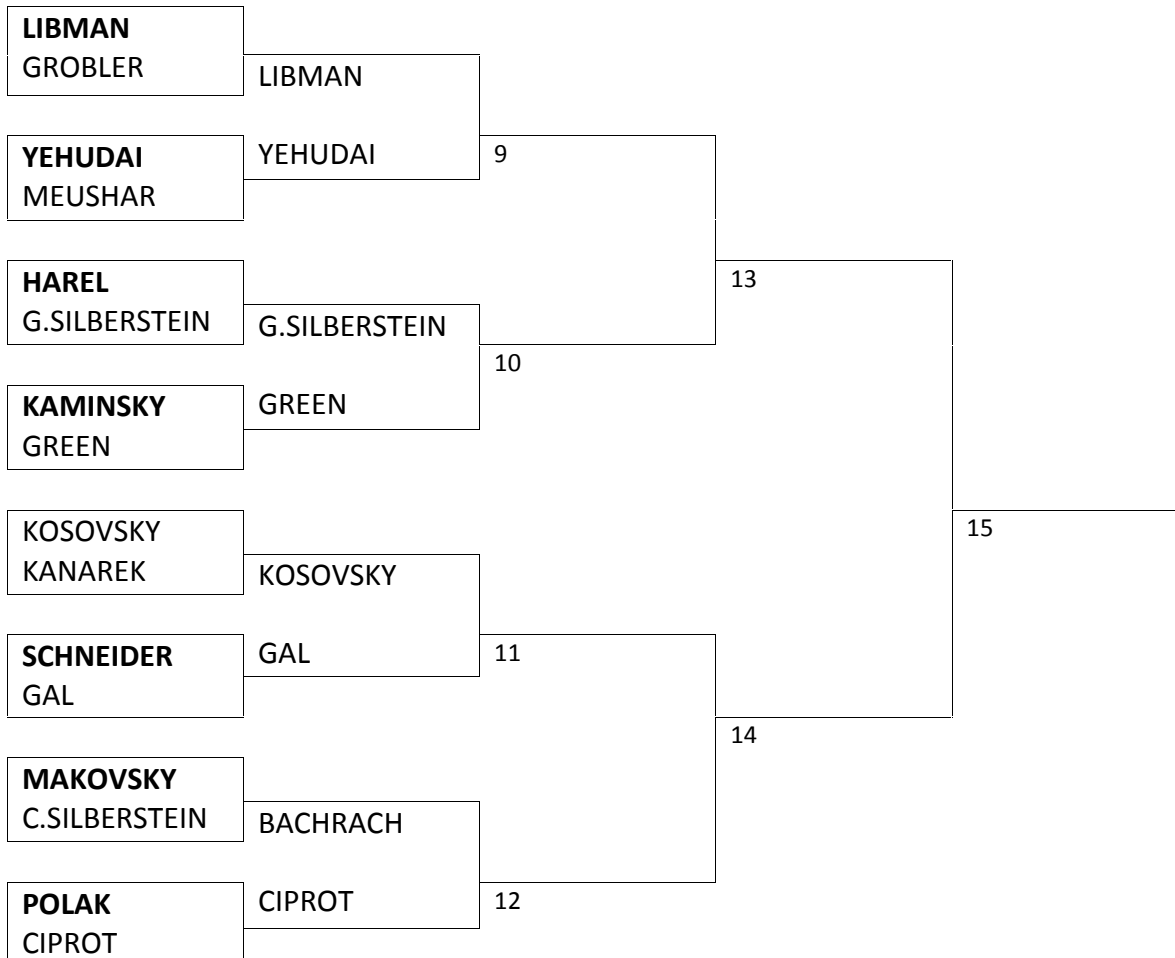 LIBMAN
GROBLER
LIBMAN
YEHUDAI
MEUSHAR
YEHUDAI
9
HAREL
G.SILBERSTEIN
G.SILBERSTEIN
13
KAMINSKY
GREEN
GREEN
10
KOSOVSKY
KANAREK
KOSOVSKY
15
SCHNEIDER
GAL
GAL
11
MAKOVSKY
C.SILBERSTEIN
BACHRACH
14
POLAK
CIPROT
CIPROT
12